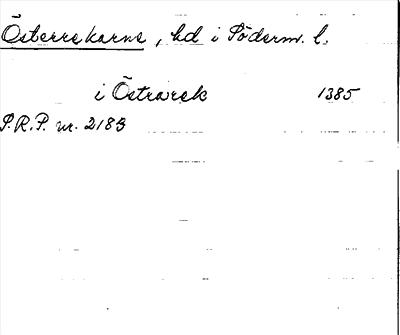 Österrekarne, hd i Söderm. l.
i Östrarek 1385
S.R.P. nr. 2183